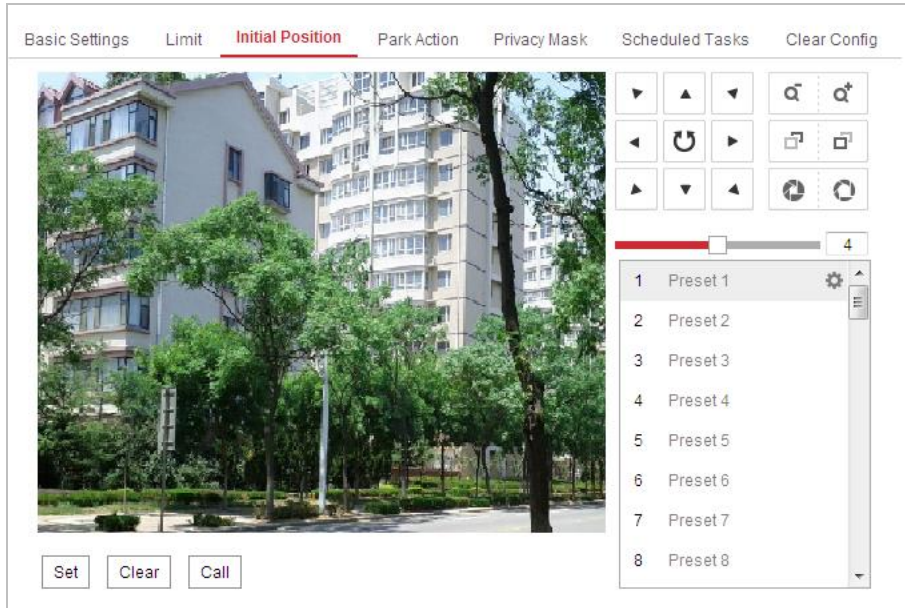 Basic Settings Limit Initial Position Park Action Privacy Mask Scheduled Tasks Clear Config
4
1 Preset 1
2 Preset 2
3 Preset 3
4 Preset 4
5 Preset 5
6 Preset 6
7 Preset 7
8 Preset 8
Set Clear Call